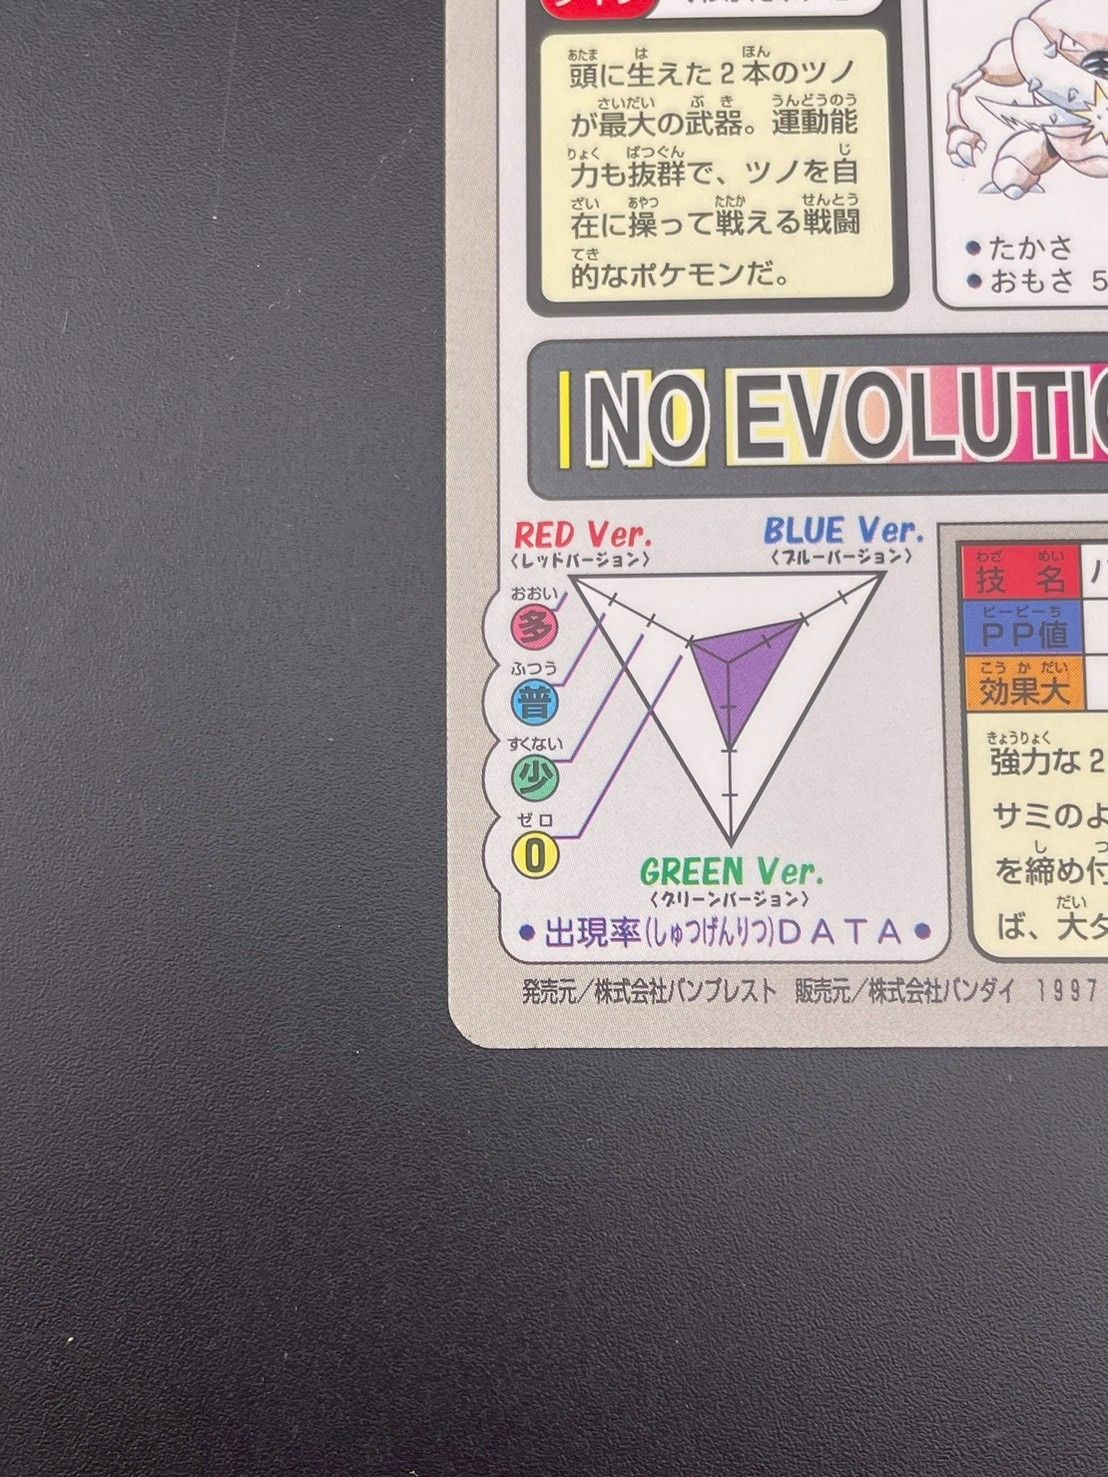 頭に生えた2本のツノ
が最大の武器。運動能
力も抜群で、ツノを自
在に操って戦える戦闘
的なポケモンだ。
●たかさ
●おもさ 5
NO EVOLUTIO
RED Ver.
〈レッドバージョン〉
BLUE Ver.
〈ブルーバージョン〉
おおい
多
ふつう
普
すくない
少
ゼロ
0
GREEN Ver.
〈グリーンバージョン〉
●出現率(しゅつげんりつ)DATA●
技名
PP値
効果大
強力な2
サミのよ
を締め付
ば、大ダ
発売元/株式会社バンプレスト 販売元/株式会社バンダイ 1997